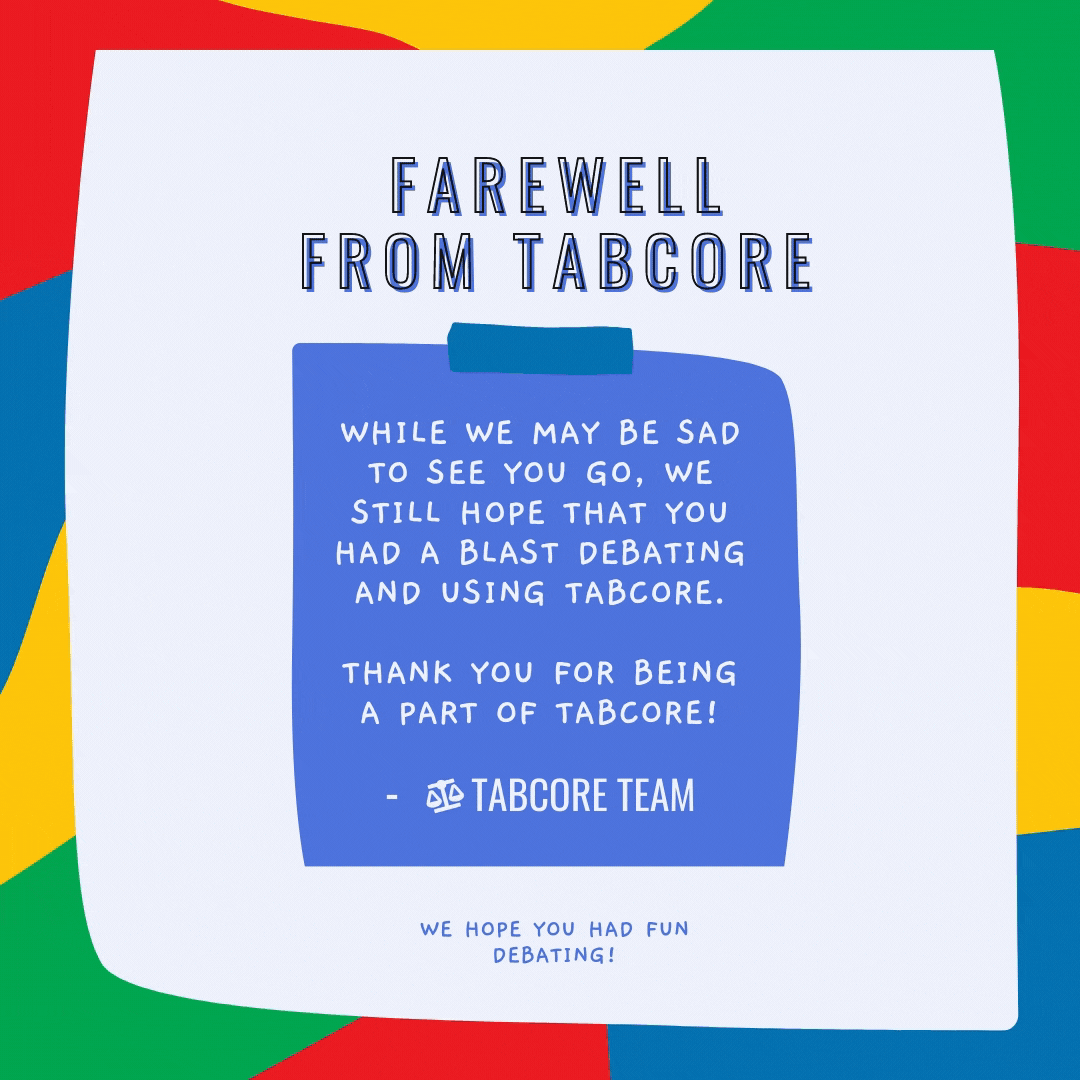 FAREWELL
FROM TABCORE
WHILE WE MAY BE SAD
TO SEE YOU GO, WE
STILL HOPE THAT YOU
HAD A BLAST DEBATING
AND USING TABCORE.
THANK YOU FOR BEING
A PART OF TABCORE!
- TABCORE TEAM
WE HOPE YOU HAD FUN
DEBATING!